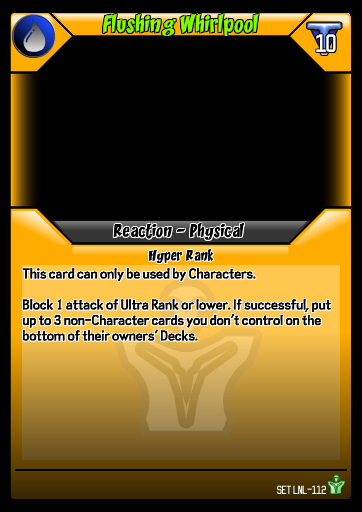 Flushing Whirlpool
10
Reaction - Physical
Hyper Rank
This card can only be used by Characters.
Block 1 attack of Ultra Rank or lower. If successful, put
up to 3 non-Character cards you don't control on the
bottom of their owners' Decks.
SET LNL-112